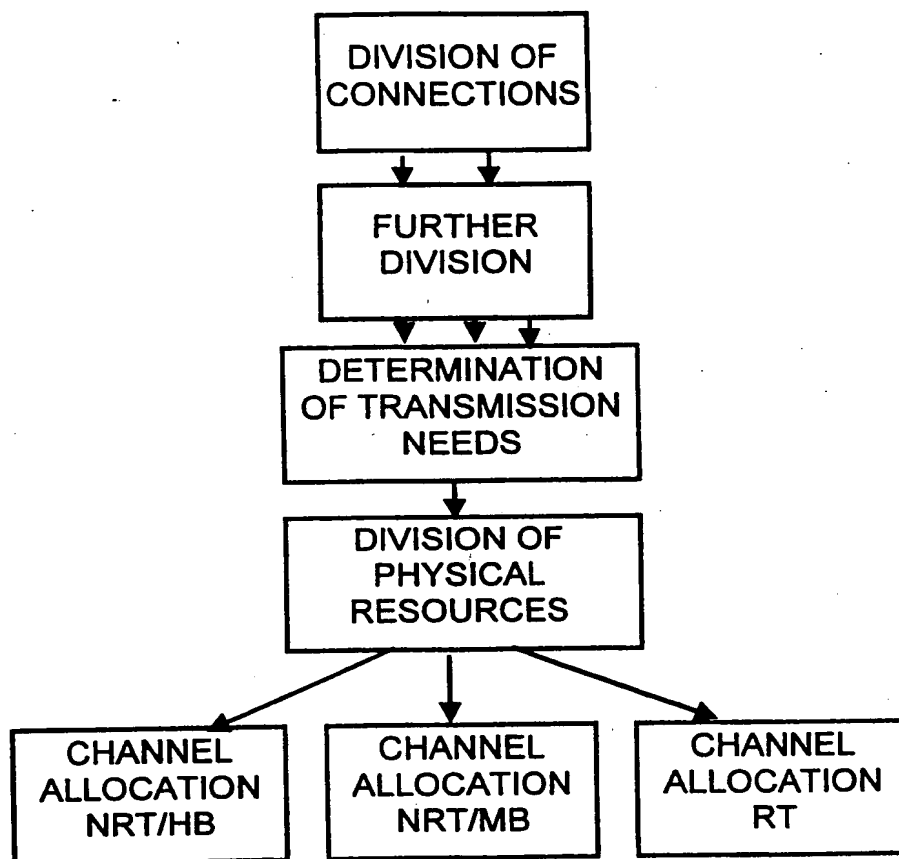 DIVISION OF
CONNECTIONS
FURTHER
DIVISION
DETERMINATION
OF TRANSMISSION
NEEDS
DIVISION OF
PHYSICAL
RESOURCES
CHANNEL
ALLOCATION
NRT/HB
CHANNEL
ALLOCATION
NRT/MB
CHANNEL
ALLOCATION
RT